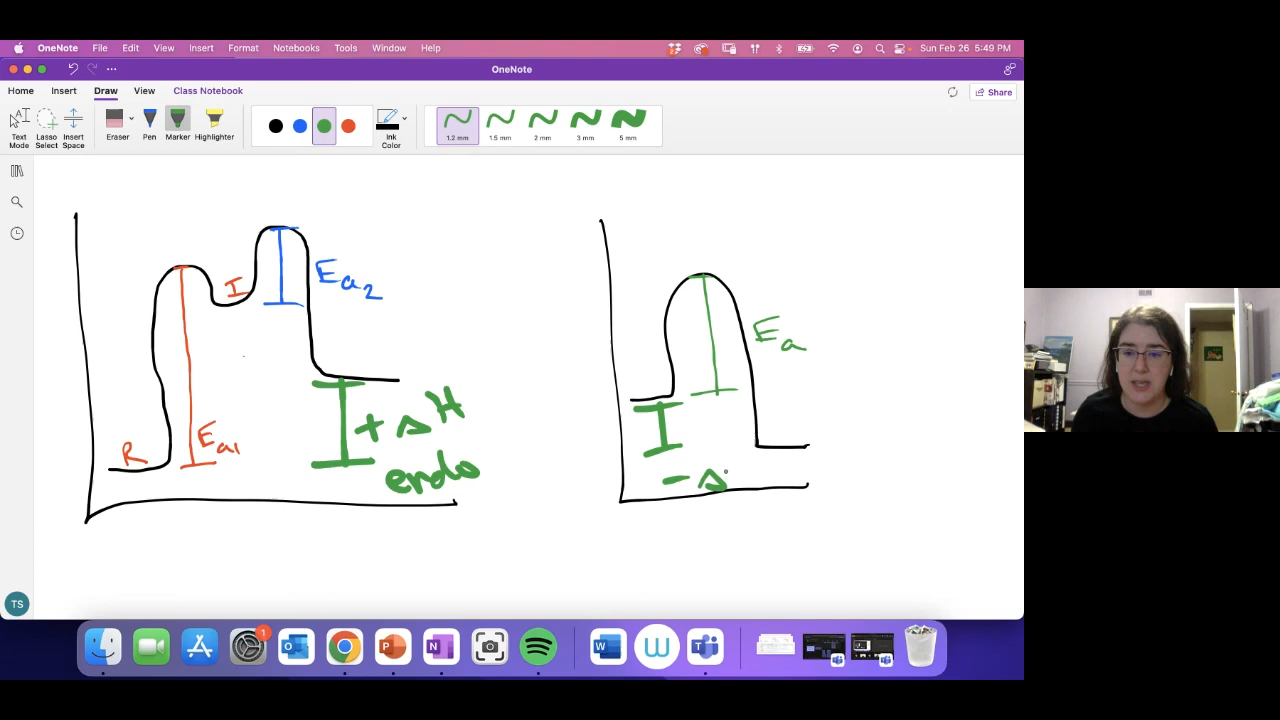 OneNote File Edit View Insert Format Notebooks Tools Window Help Sun Feb 26 5:49 PM
OneNote
Home Insert Draw View Class Notebook Share
Text Mode
Lasso Select
Insert Space
Eraser
Pen
Marker
Highlighter
Ink Color
1.2 mm
1.5 mm
2 mm
3 mm
5 mm
I
Ea2
Ea
R
Ea1
+ ΔH
endo
- Δ
TS
1
W
P
N
W